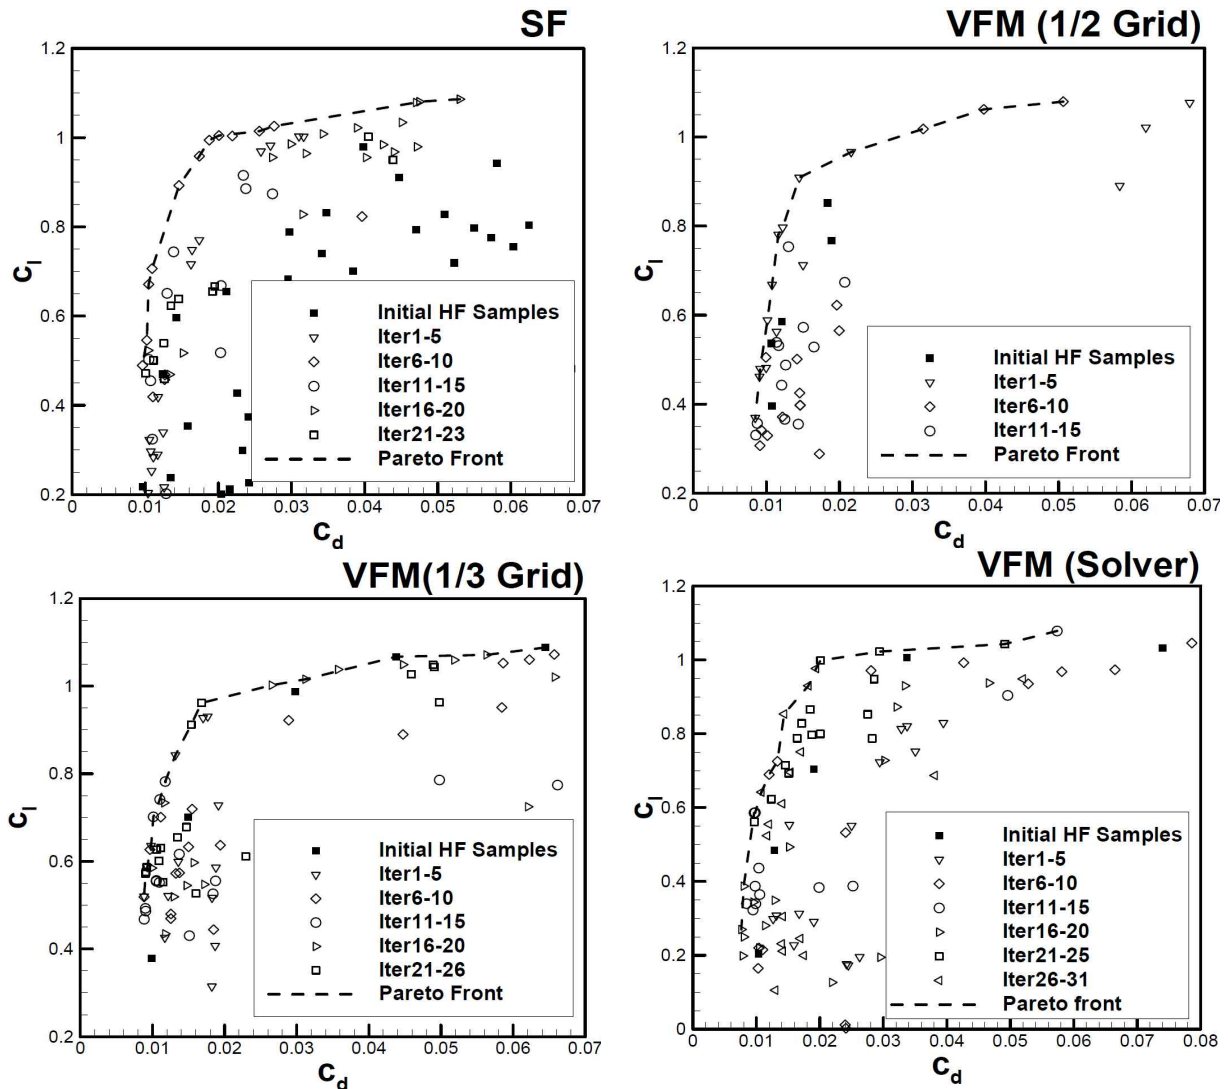 SF
1.2
1
0.8
0.6
0.4
0.2
c_l
0
0.01
0.02
0.03
0.04
0.05
0.06
0.07
c_d
Initial HF Samples
Iter1-5
Iter6-10
Iter11-15
Iter16-20
Iter21-23
Pareto Front
VFM (1/2 Grid)
1.2
1
0.8
0.6
0.4
0.2
c_l
0
0.01
0.02
0.03
0.04
0.05
0.06
0.07
c_d
Initial HF Samples
Iter1-5
Iter6-10
Iter11-15
Pareto Front
VFM(1/3 Grid)
1.2
1
0.8
0.6
0.4
0.2
c_l
0
0.01
0.02
0.03
0.04
0.05
0.06
0.07
c_d
Initial HF Samples
Iter1-5
Iter6-10
Iter11-15
Iter16-20
Iter21-26
Pareto Front
VFM (Solver)
1.2
1
0.8
0.6
0.4
0.2
0
c_l
0
0.01
0.02
0.03
0.04
0.05
0.06
0.07
0.08
c_d
Initial HF Samples
Iter1-5
Iter6-10
Iter11-15
Iter16-20
Iter21-25
Iter26-31
Pareto front